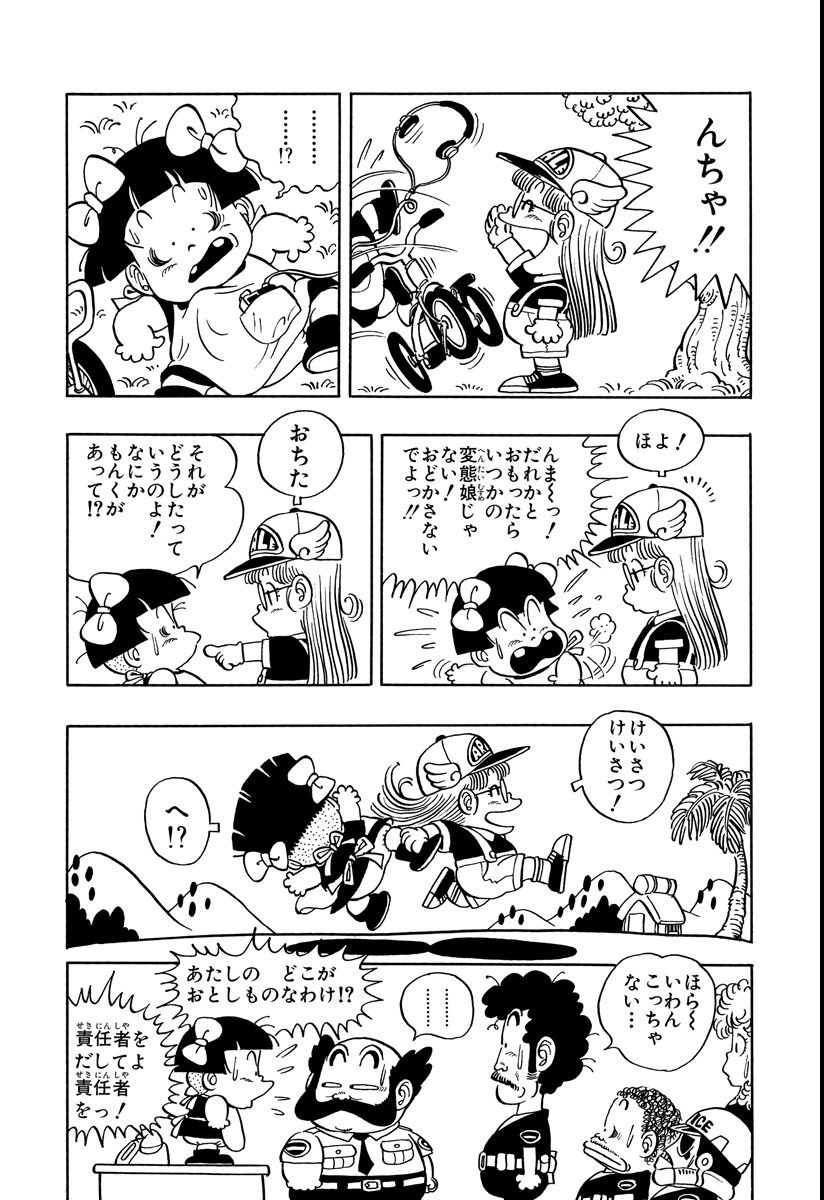 んちゃ!!
………
………!?
ほよ!
んま〜っ!
だれかと
おもったら
いつかの
変態娘じゃ
ない!
おどかさない
でよっ!!
おちた
それが
どうしたって
いうのよ!
なにか
もんくが
あって!?
けいさつ
けいさつ!
へ!?
ほら〜
いわん
こっちゃ
ない…
………
あたしの どこが
おとしものなわけ!?
責任者を
だしてよ
責任者
をっ!
ICE